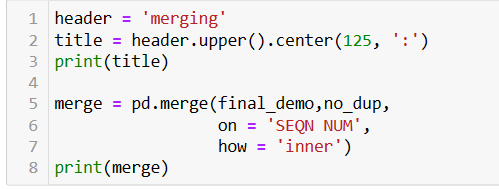 1 header = 'merging'
2 title = header.upper().center(125, ':')
3 print(title)
4
5 merge = pd.merge(final_demo,no_dup,
6                  on = 'SEQN NUM',
7                  how = 'inner')
8 print(merge)